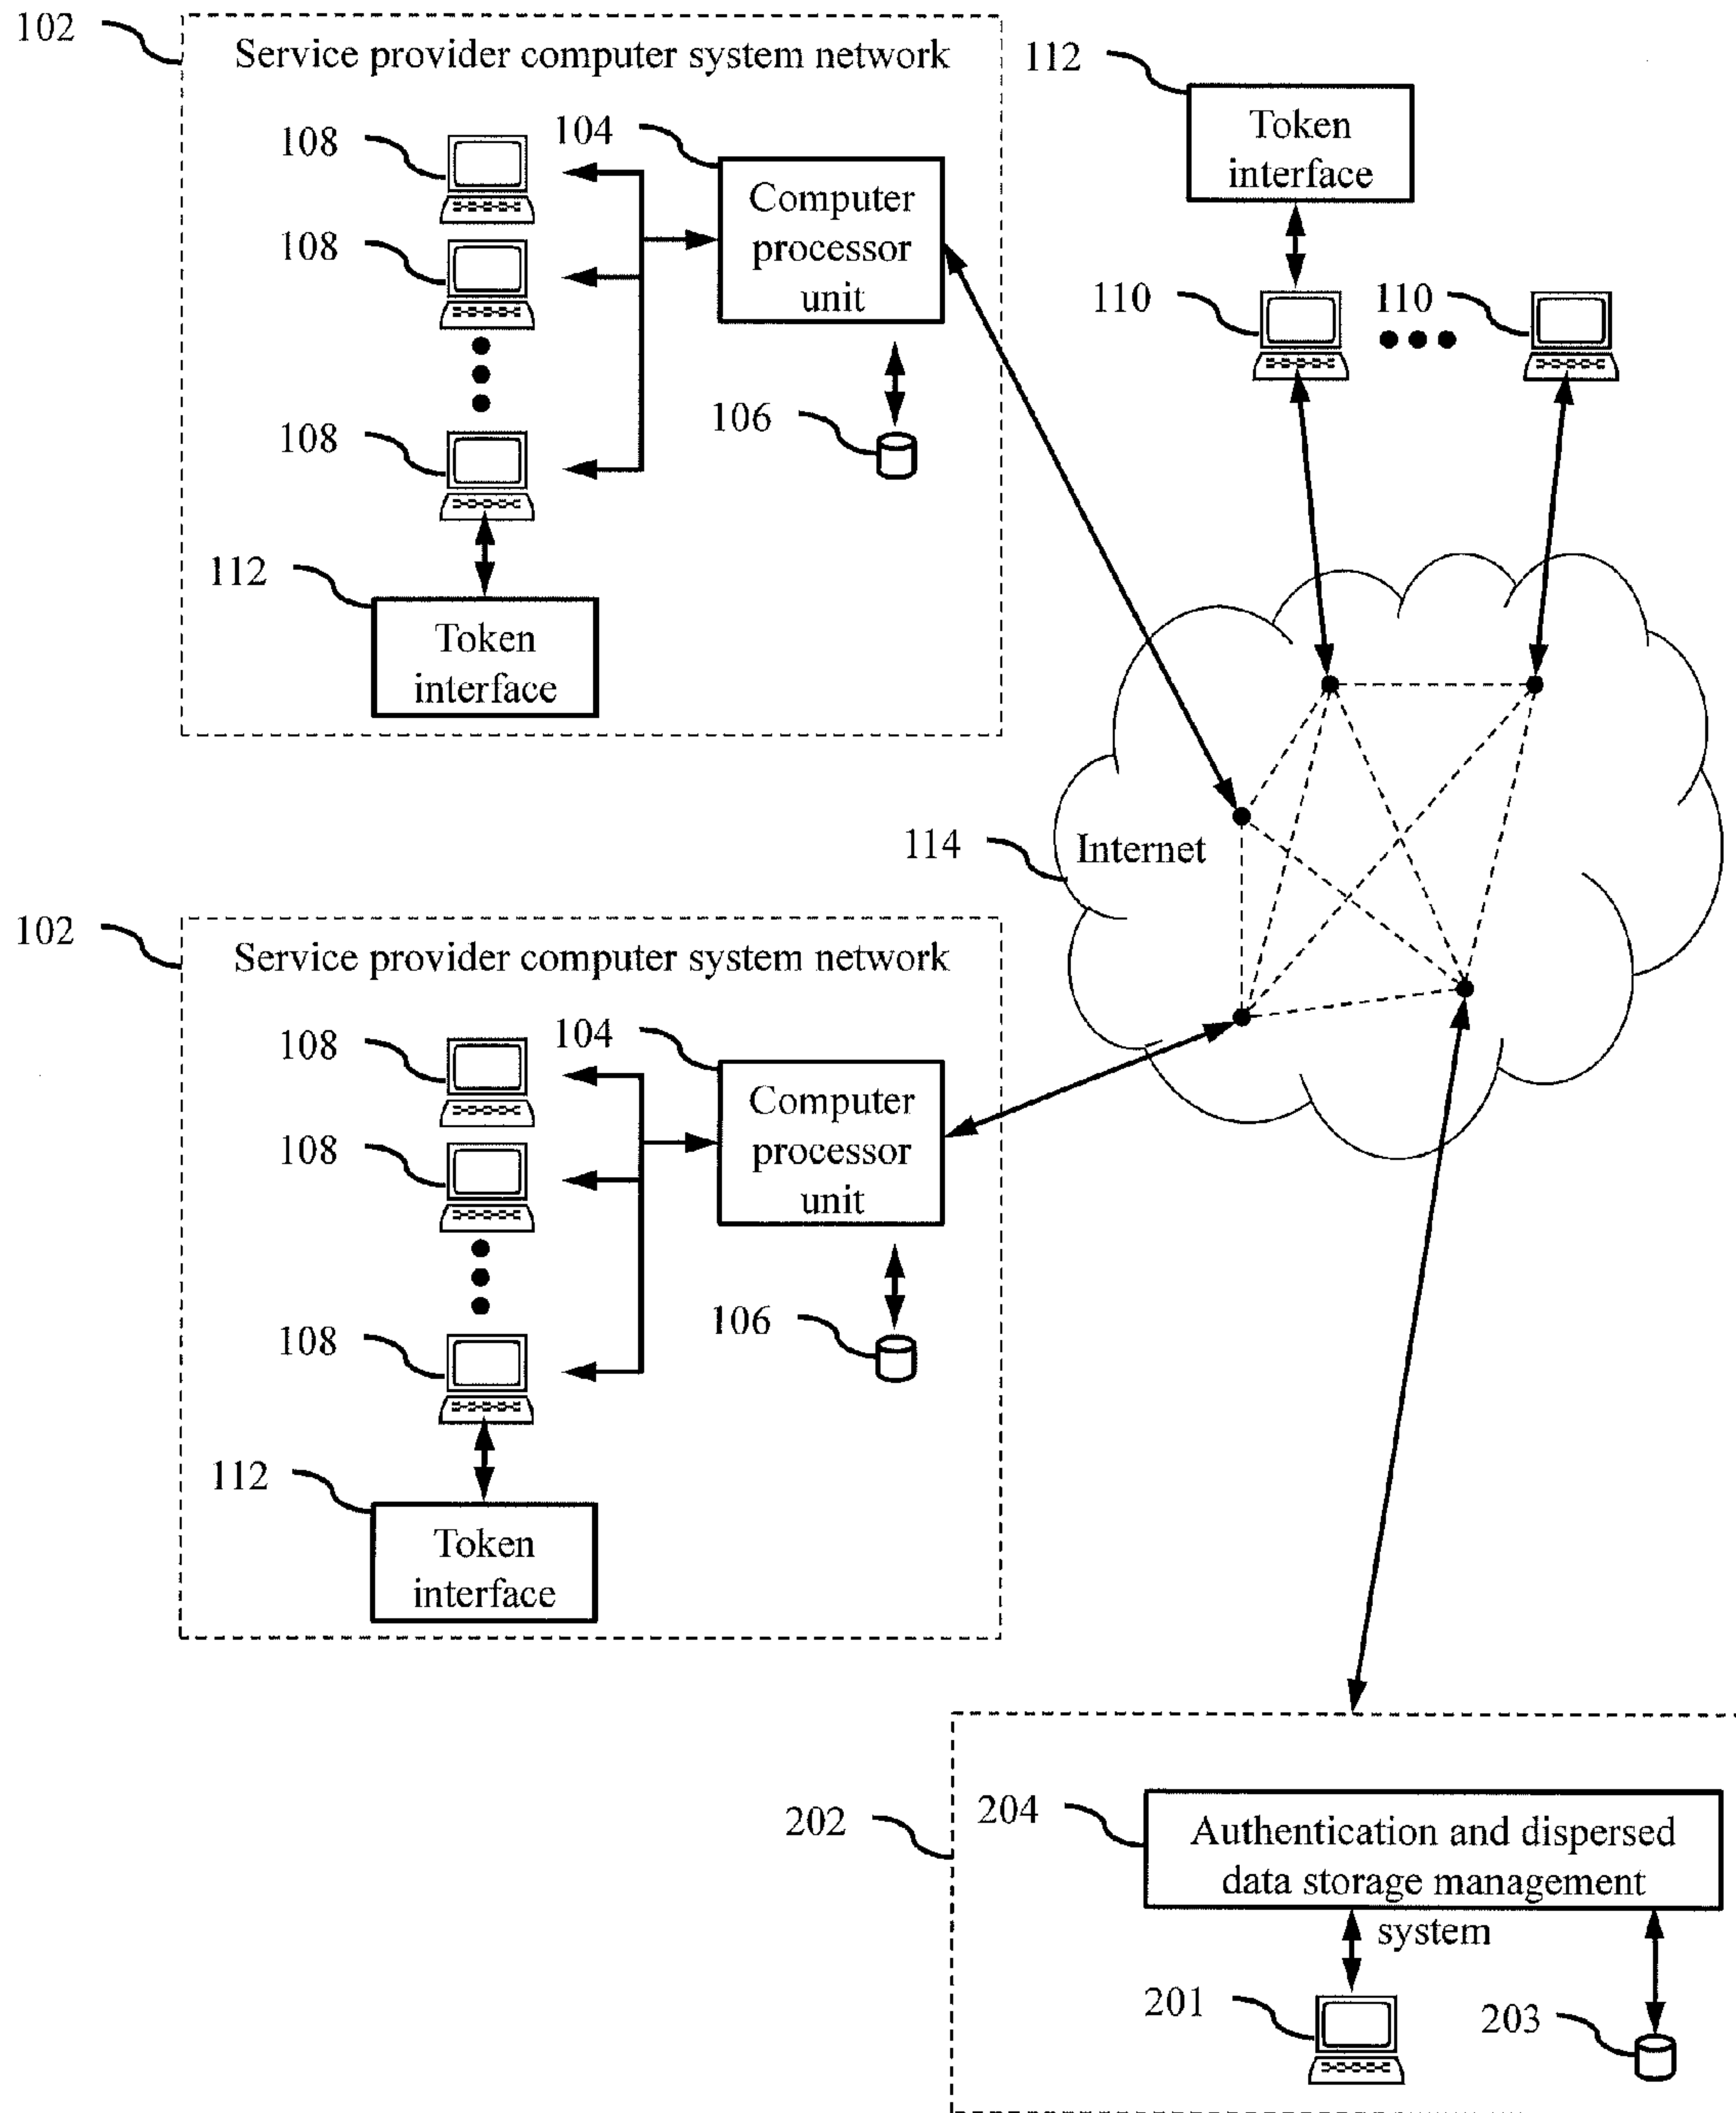 102
Service provider computer system network
108
104
Computer
processor
unit
108
108
106
112
Token
interface
112
Token
interface
110
110
114
Internet
102
Service provider computer system network
108
104
Computer
processor
unit
108
108
106
112
Token
interface
202
204
Authentication and dispersed
data storage management
system
201
203